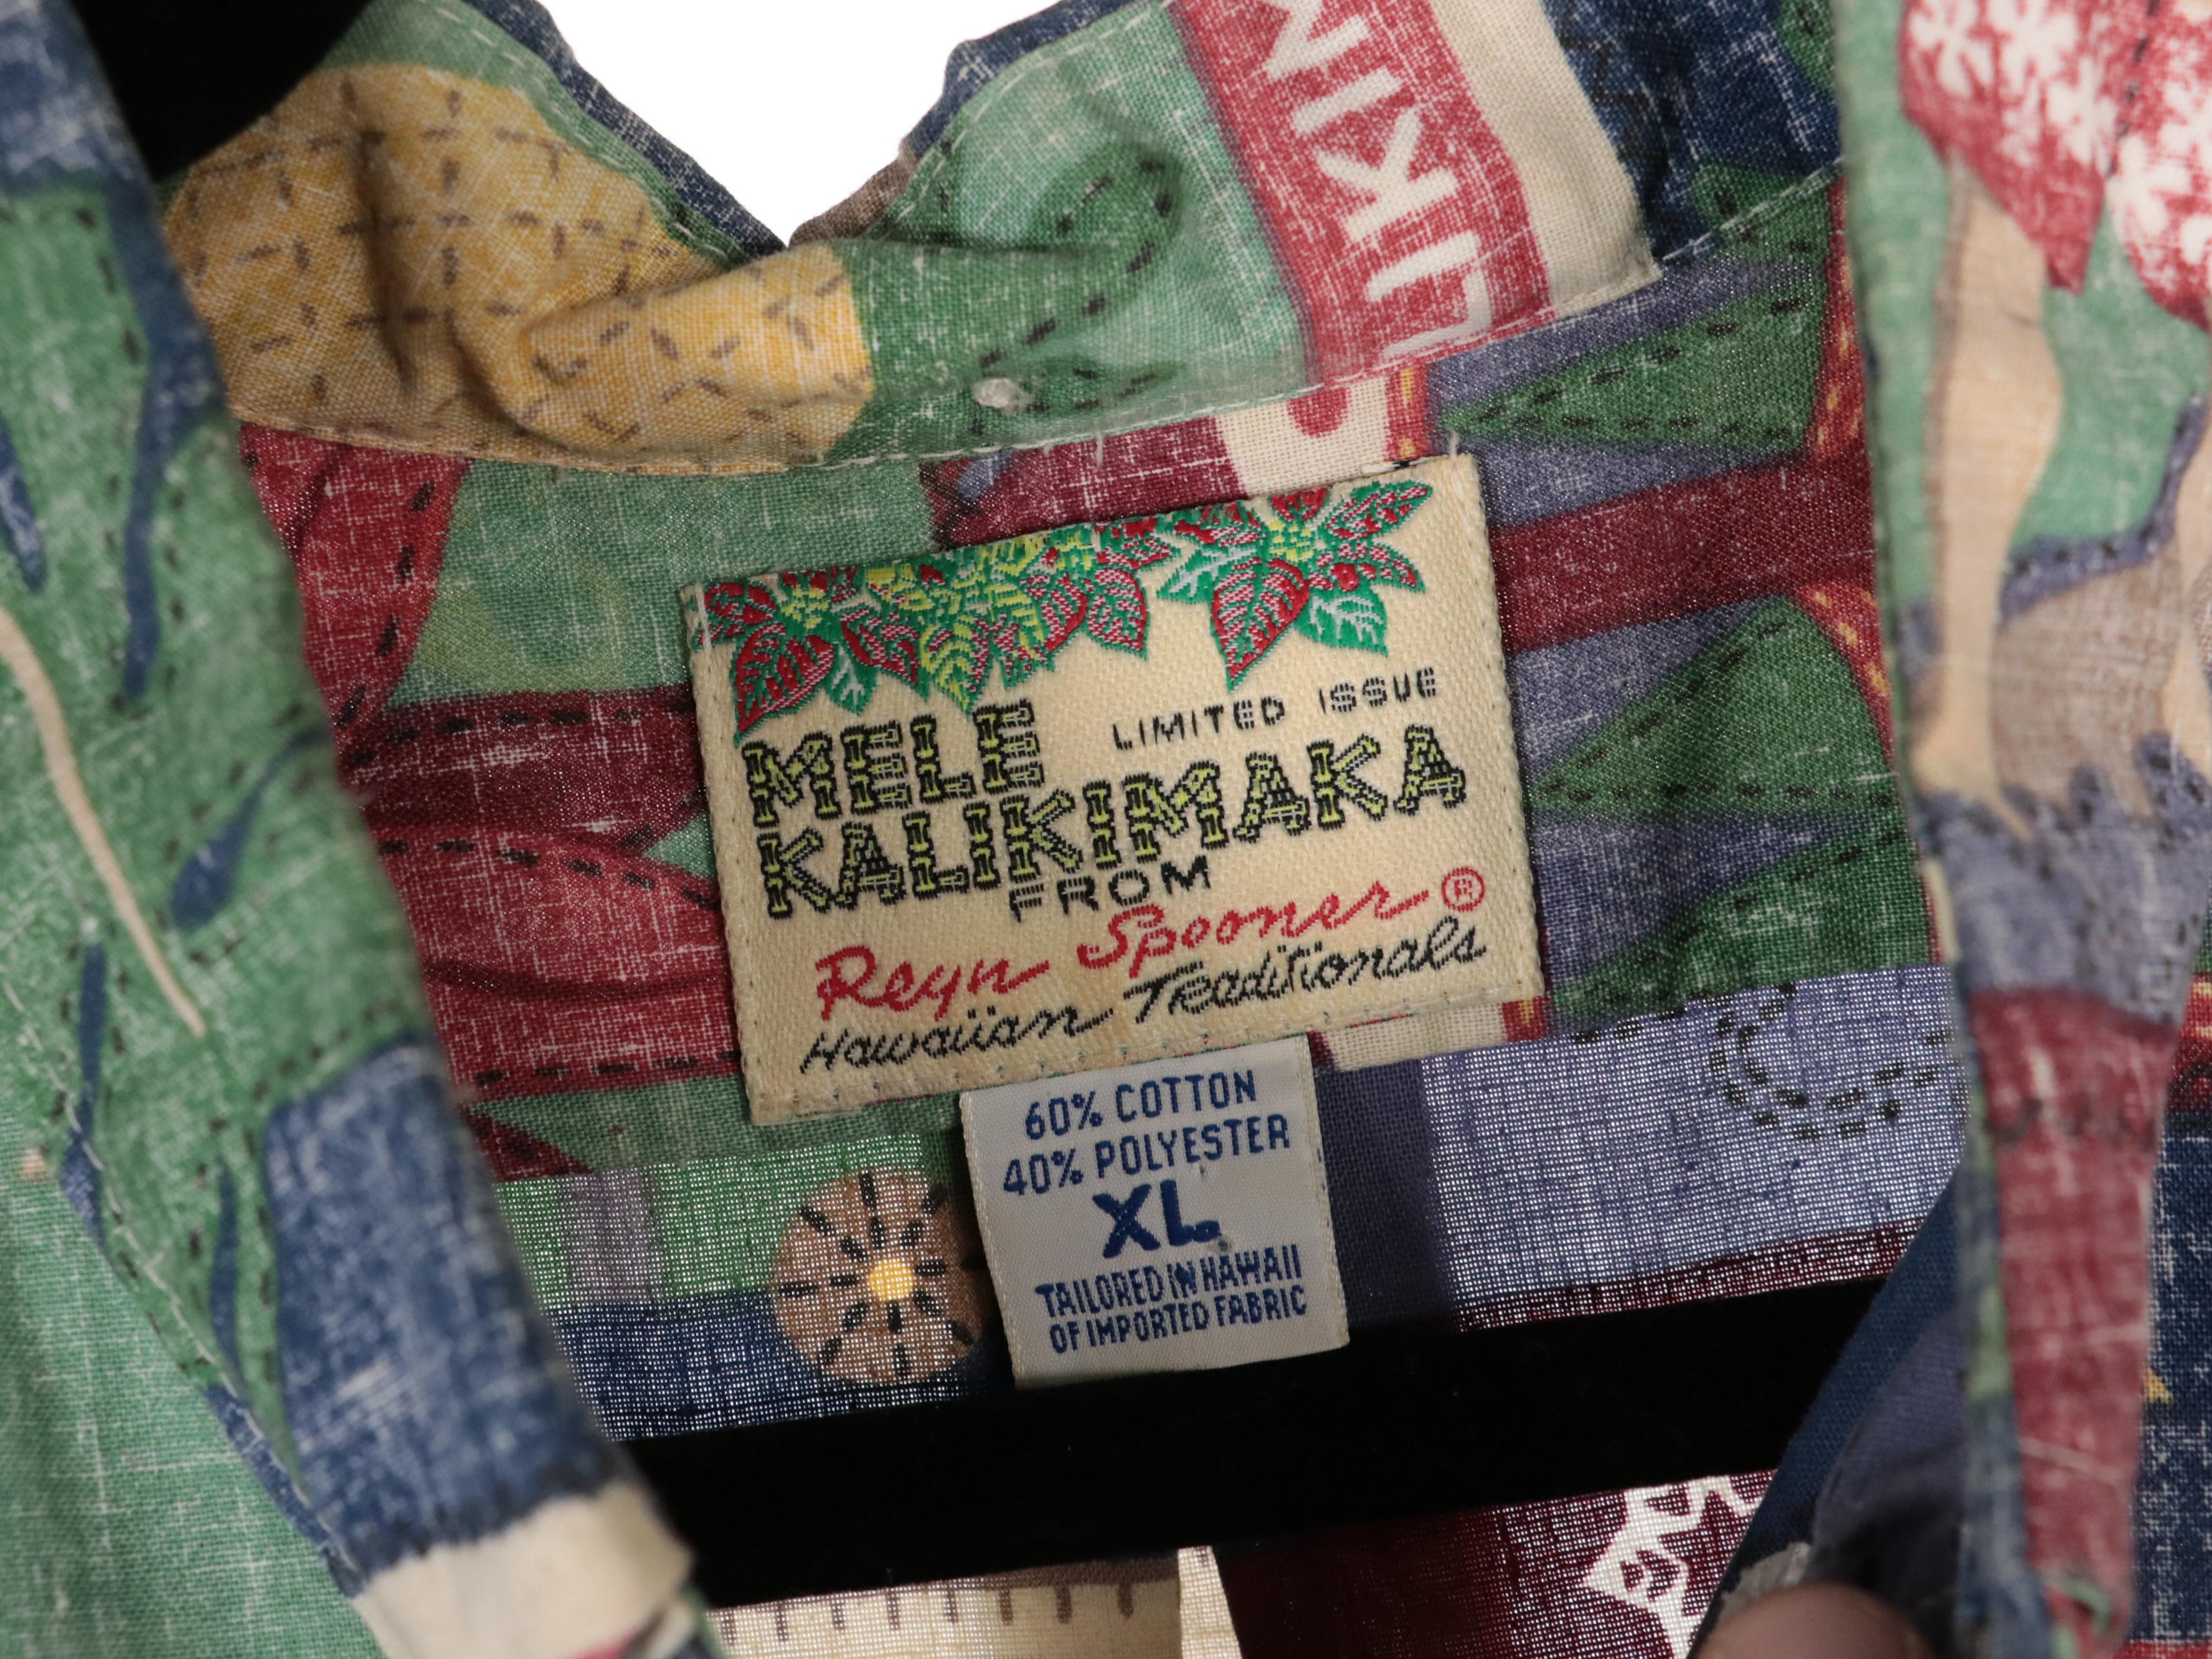 LIMITED ISSUE
MELE
KALIKIMAKA
FROM
Reyn Spooner®
Hawaiian Traditionals
60% COTTON
40% POLYESTER
XL
TAILORED IN HAWAII
OF IMPORTED FABRIC